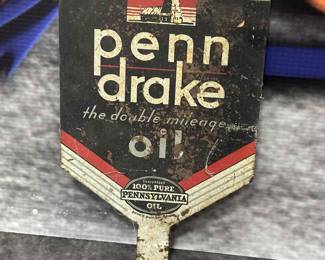 penn
drake
the double mileage
oil
100% PURE
PENNSYLVANIA
OIL